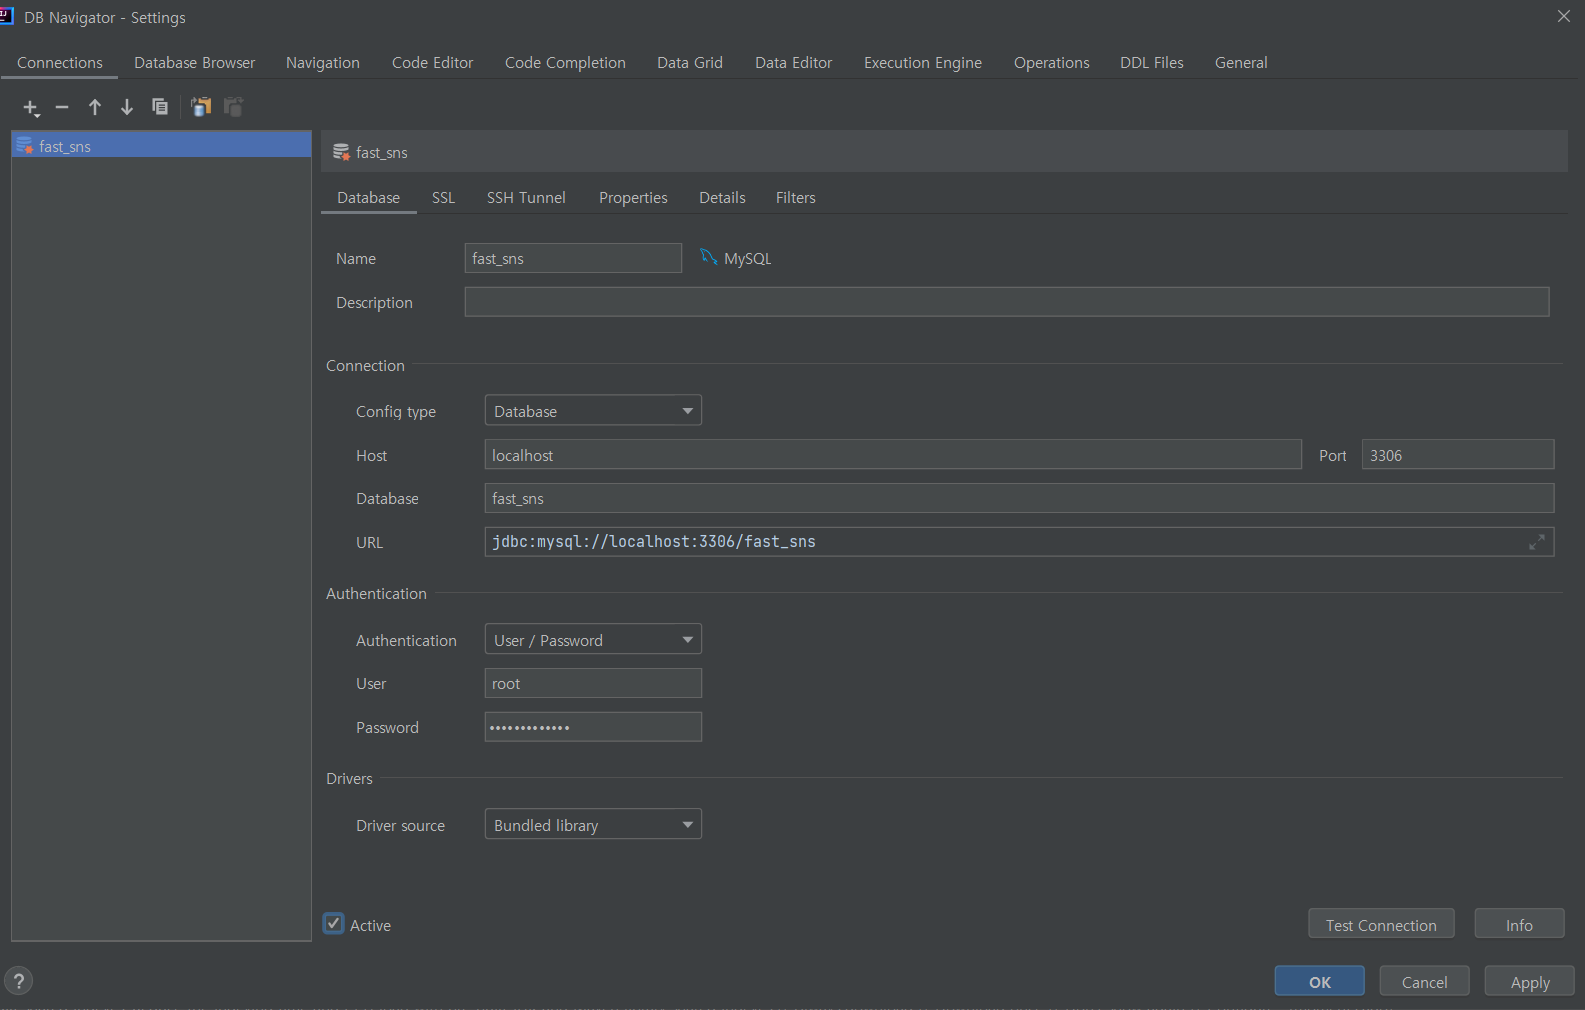 DB Navigator - Settings
Connections Database Browser Navigation Code Editor Code Completion Data Grid Data Editor Execution Engine Operations DDL Files General
fast_sns
fast_sns
Database SSL SSH Tunnel Properties Details Filters
Name fast_sns MySQL
Description
Connection
Config type Database
Host localhost Port 3306
Database fast_sns
URL jdbc:mysql://localhost:3306/fast_sns
Authentication
Authentication User / Password
User root
Password •••••••••••••
Drivers
Driver source Bundled library
Active Test Connection Info
? OK Cancel Apply